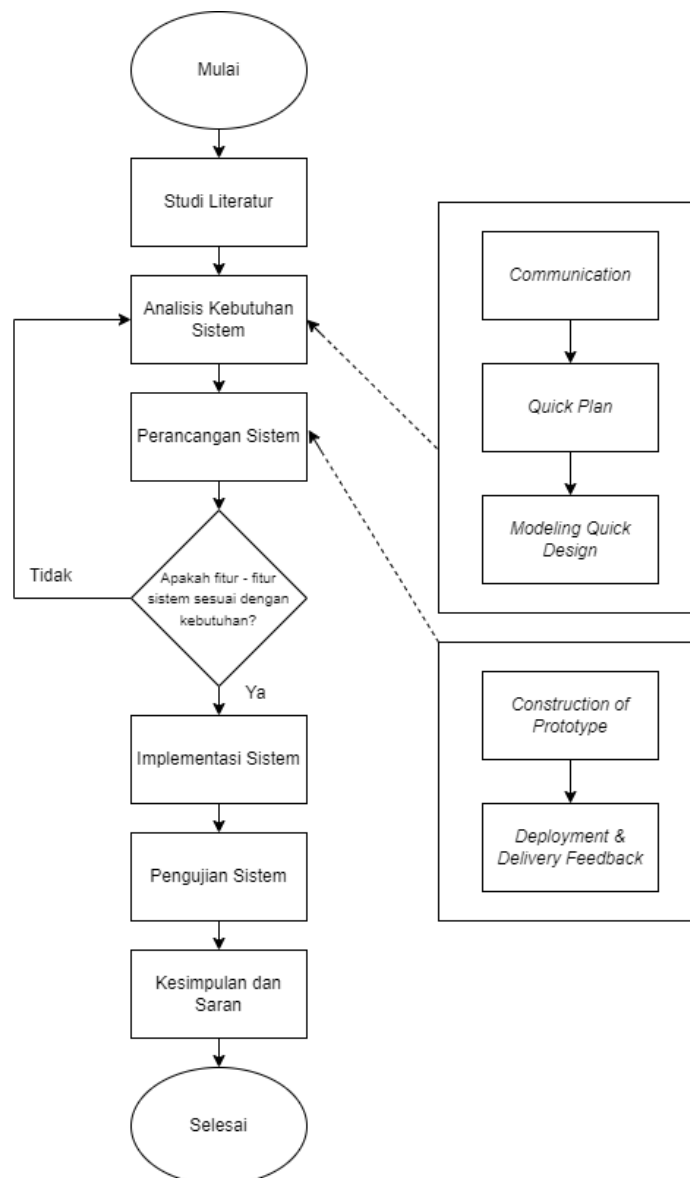 Mulai
Studi Literatur
Analisis Kebutuhan
Sistem
Perancangan Sistem
Apakah fitur - fitur
sistem sesuai dengan
kebutuhan?
Tidak
Ya
Implementasi Sistem
Pengujian Sistem
Kesimpulan dan
Saran
Selesai
Communication
Quick Plan
Modeling Quick
Design
Construction of
Prototype
Deployment &
Delivery Feedback